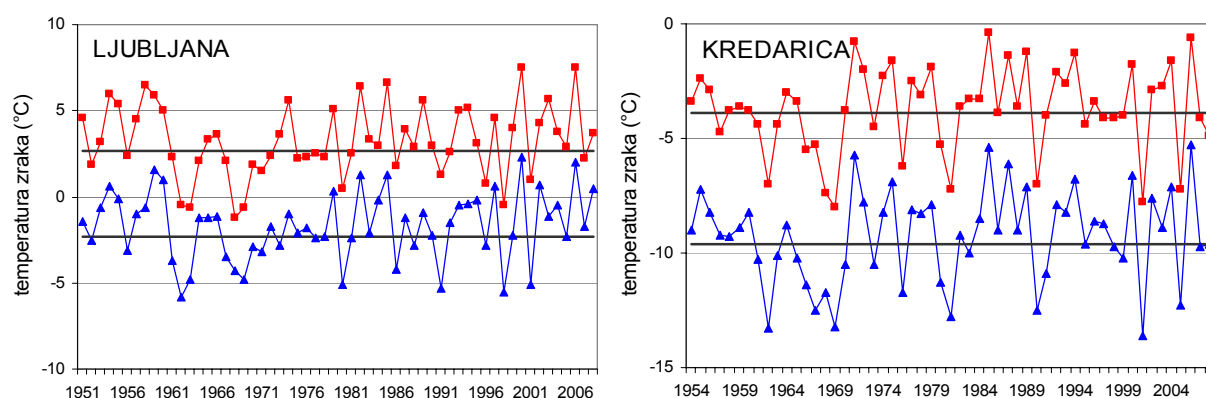 LJUBLJANA
temperatura zraka (°C)
10
5
0
-5
-10
1951 1956 1961 1966 1971 1976 1981 1986 1991 1996 2001 2006
KREDARICA
temperatura zraka (°C)
0
-5
-10
-15
1954 1959 1964 1969 1974 1979 1984 1989 1994 1999 2004